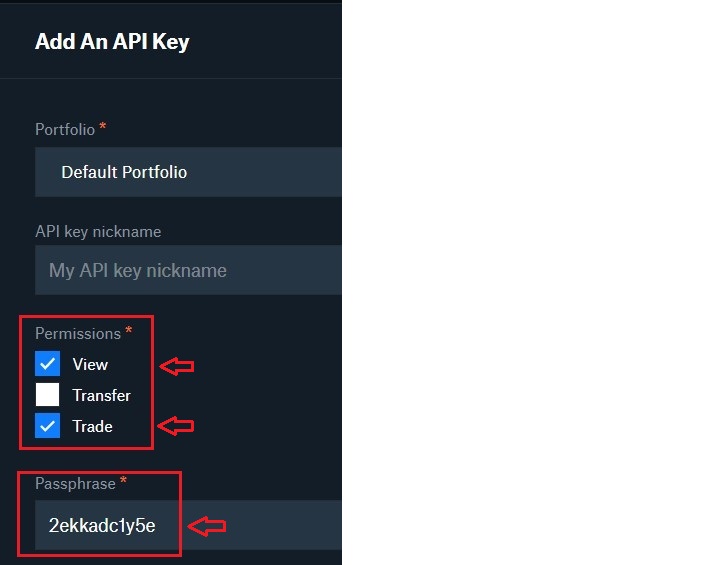 Add An API Key
Portfolio *
Default Portfolio
API key nickname
My API key nickname
Permissions *
View
Transfer
Trade
Passphrase *
2ekkadc1y5e